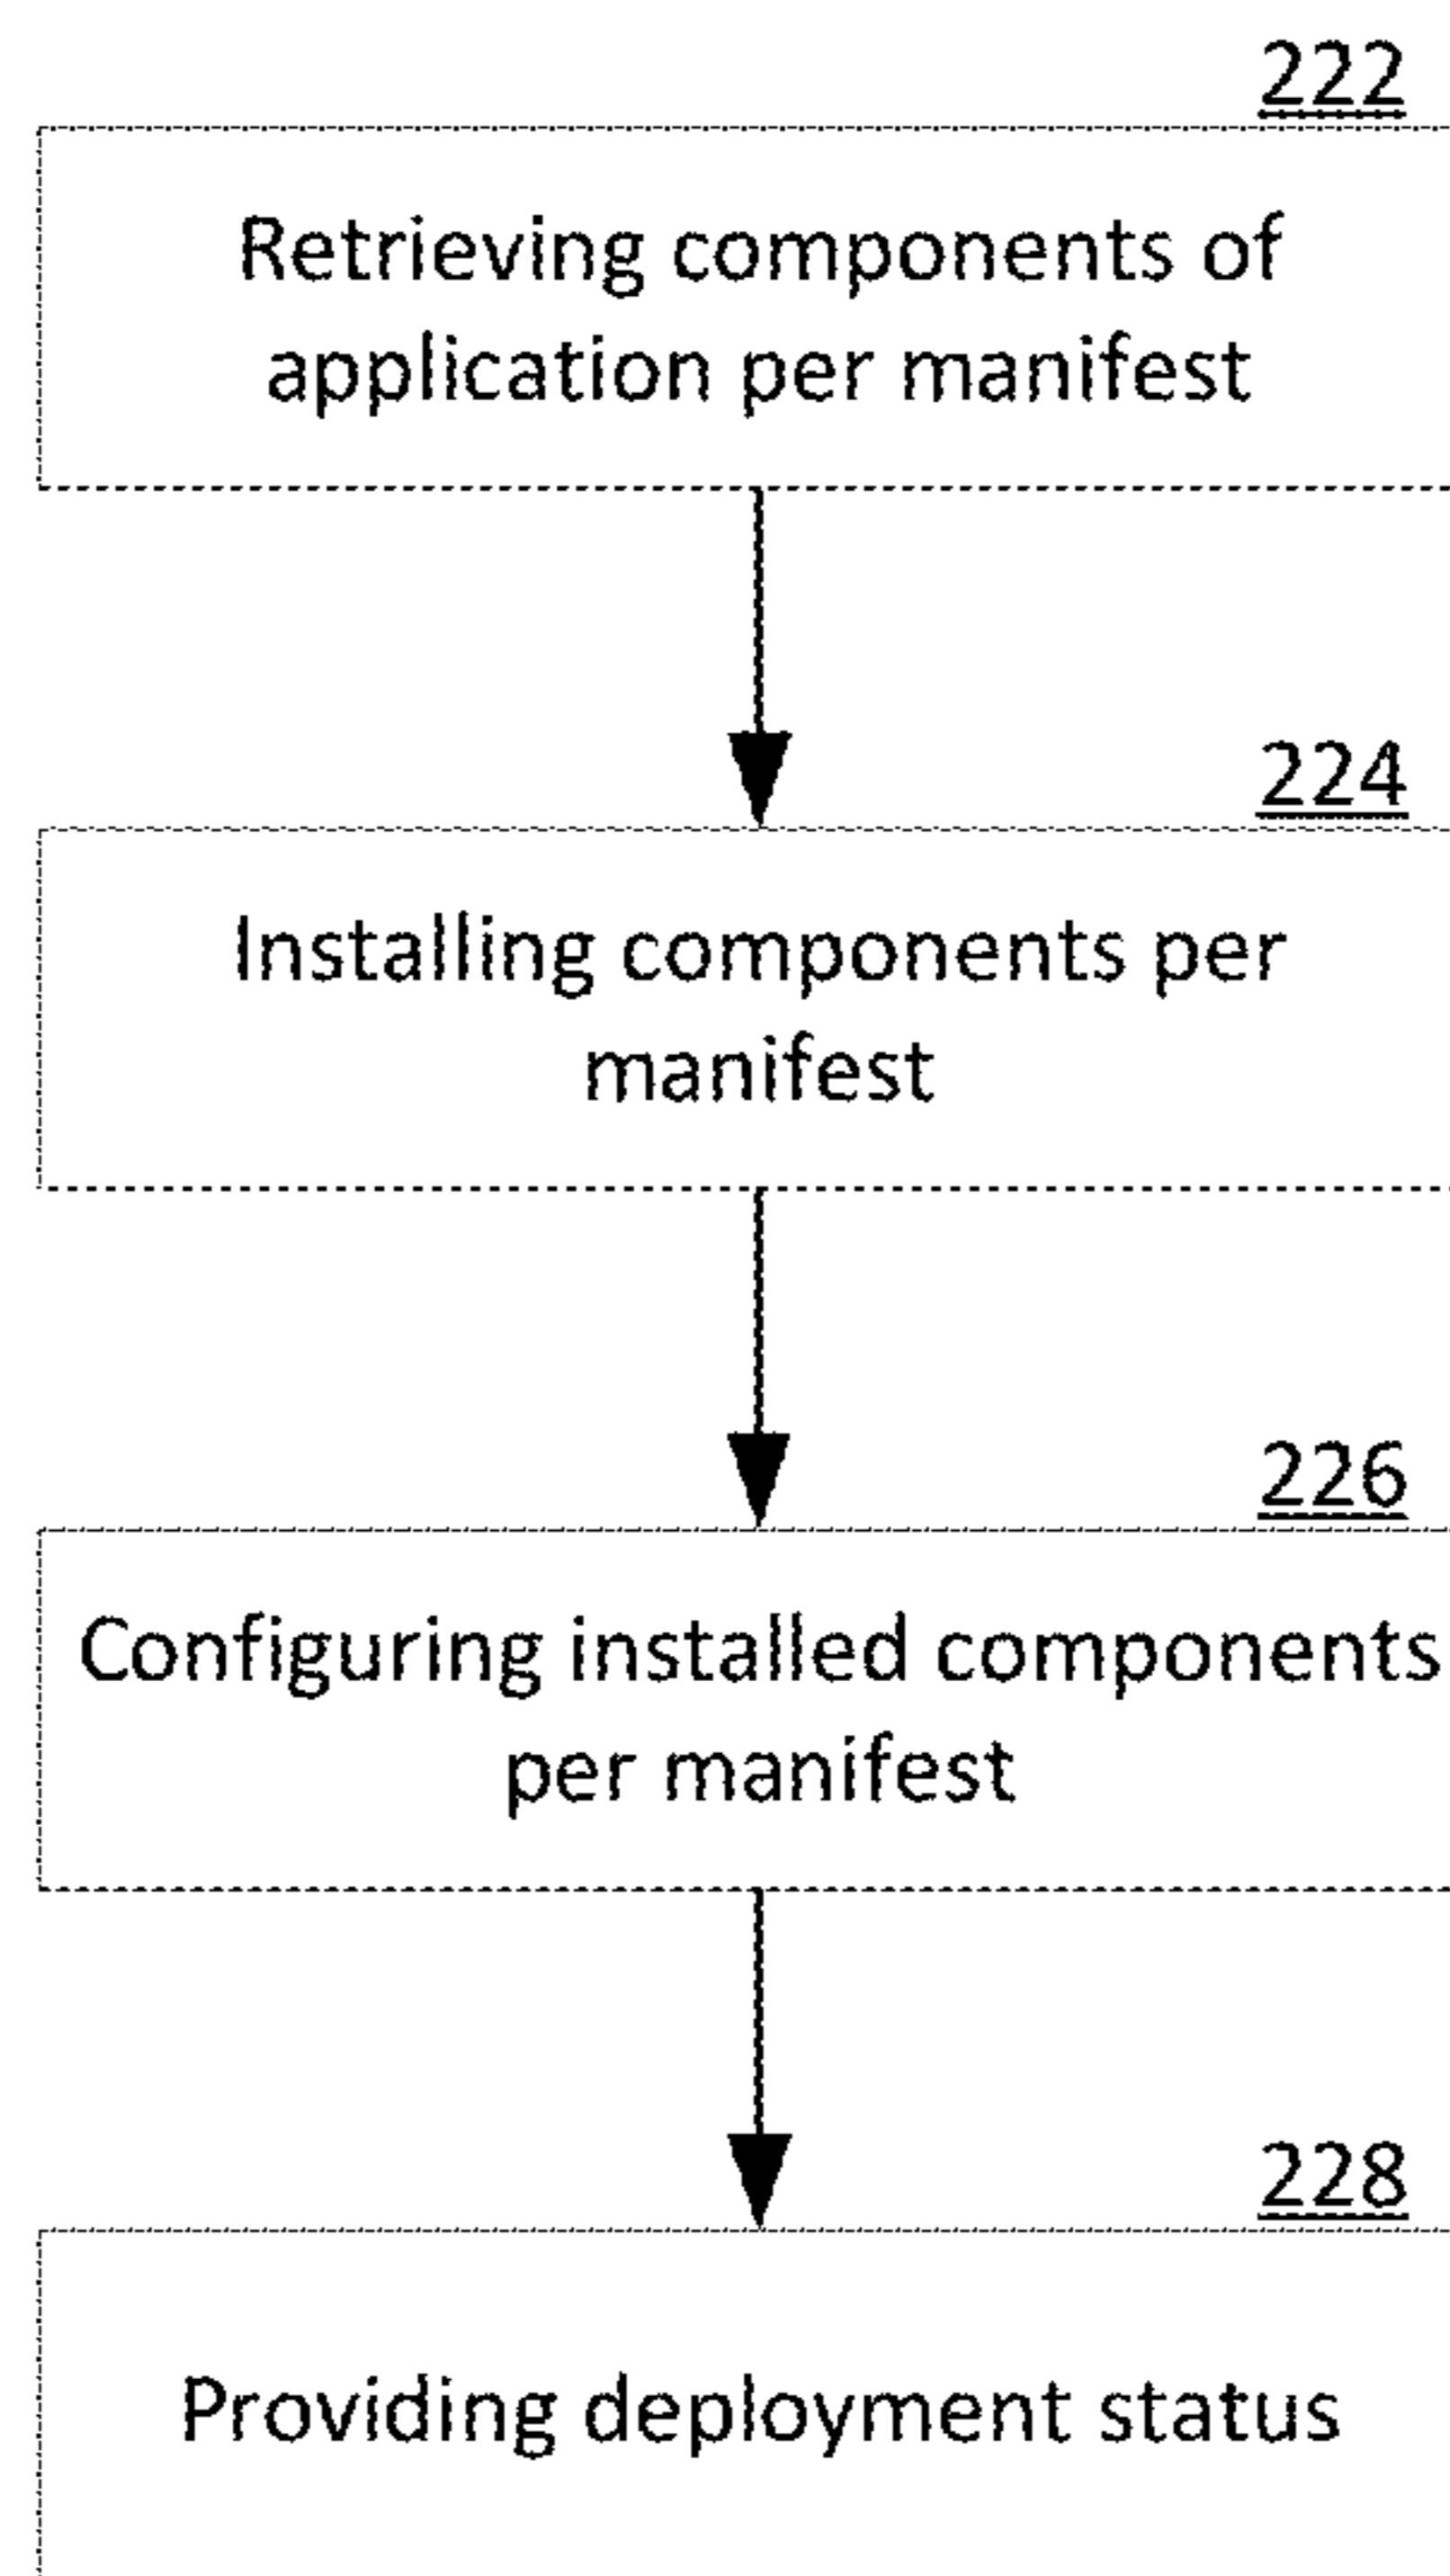 222
Retrieving components of
application per manifest
224
Installing components per
manifest
226
Configuring installed components
per manifest
228
Providing deployment status